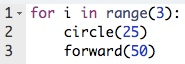 1 for i in range(3):
2     circle(25)
3     forward(50)